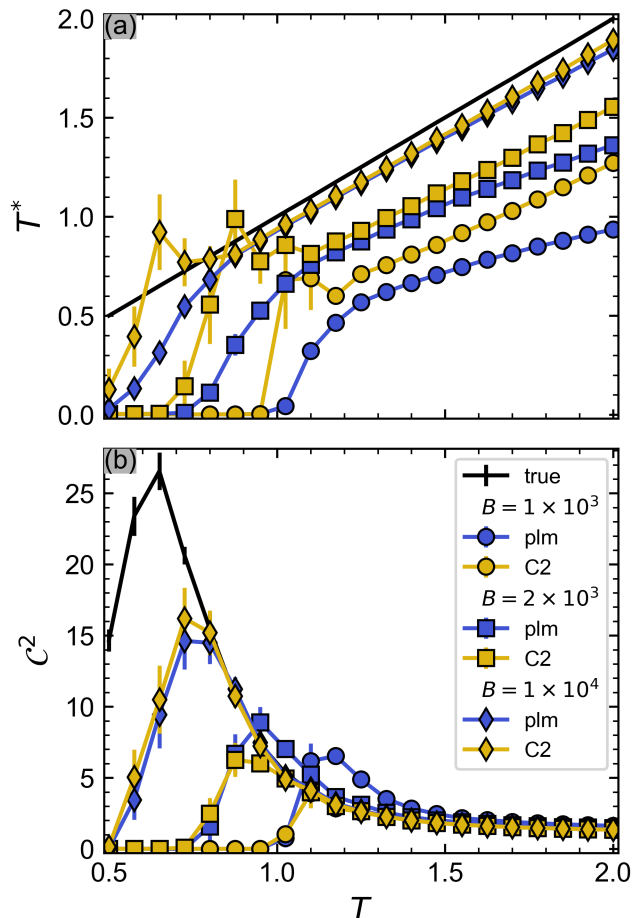 (a)
2.0
1.5
1.0
0.5
0.0
T*
(b)
25
20
15
10
5
0
C²
true
B = 1 × 10³
plm
C2
B = 2 × 10³
plm
C2
B = 1 × 10⁴
plm
C2
0.5 1.0 1.5 2.0
T